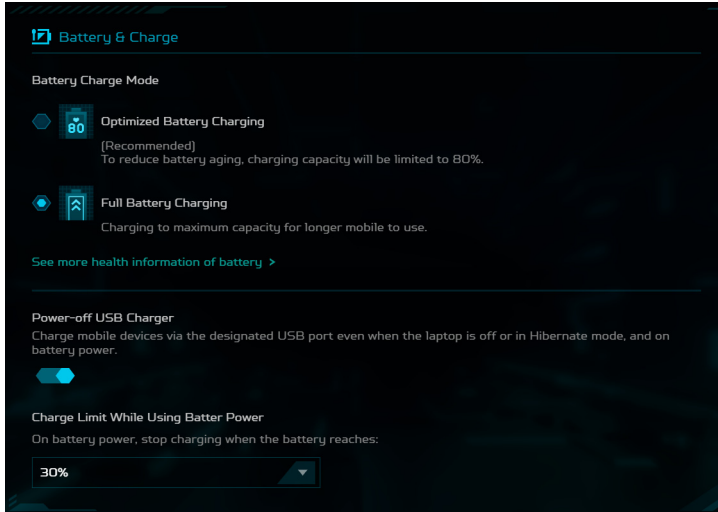 Battery & Charge
Battery Charge Mode
80
Optimized Battery Charging
(Recommended)
To reduce battery aging, charging capacity will be limited to 80%.
Full Battery Charging
Charging to maximum capacity for longer mobile to use.
See more health information of battery >
Power-off USB Charger
Charge mobile devices via the designated USB port even when the laptop is off or in Hibernate mode, and on
battery power.
Charge Limit While Using Batter Power
On battery power, stop charging when the battery reaches:
30%